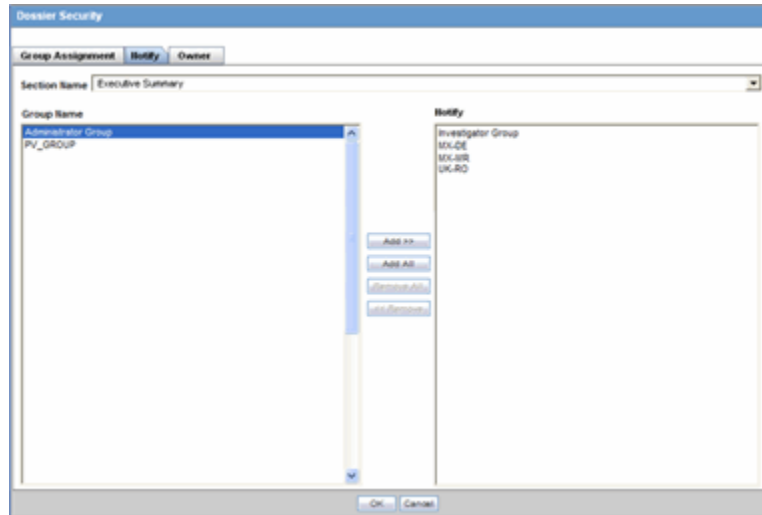 Dossier Security
Group Assignment Notify Owner
Section Name Executive Summary
Group Name
Notify
Administrator Group
PV_GROUP
Investigator Group
MX-DE
MX-MR
UK-RO
Add >>
Add All
Remove All
<< Remove
OK Cancel